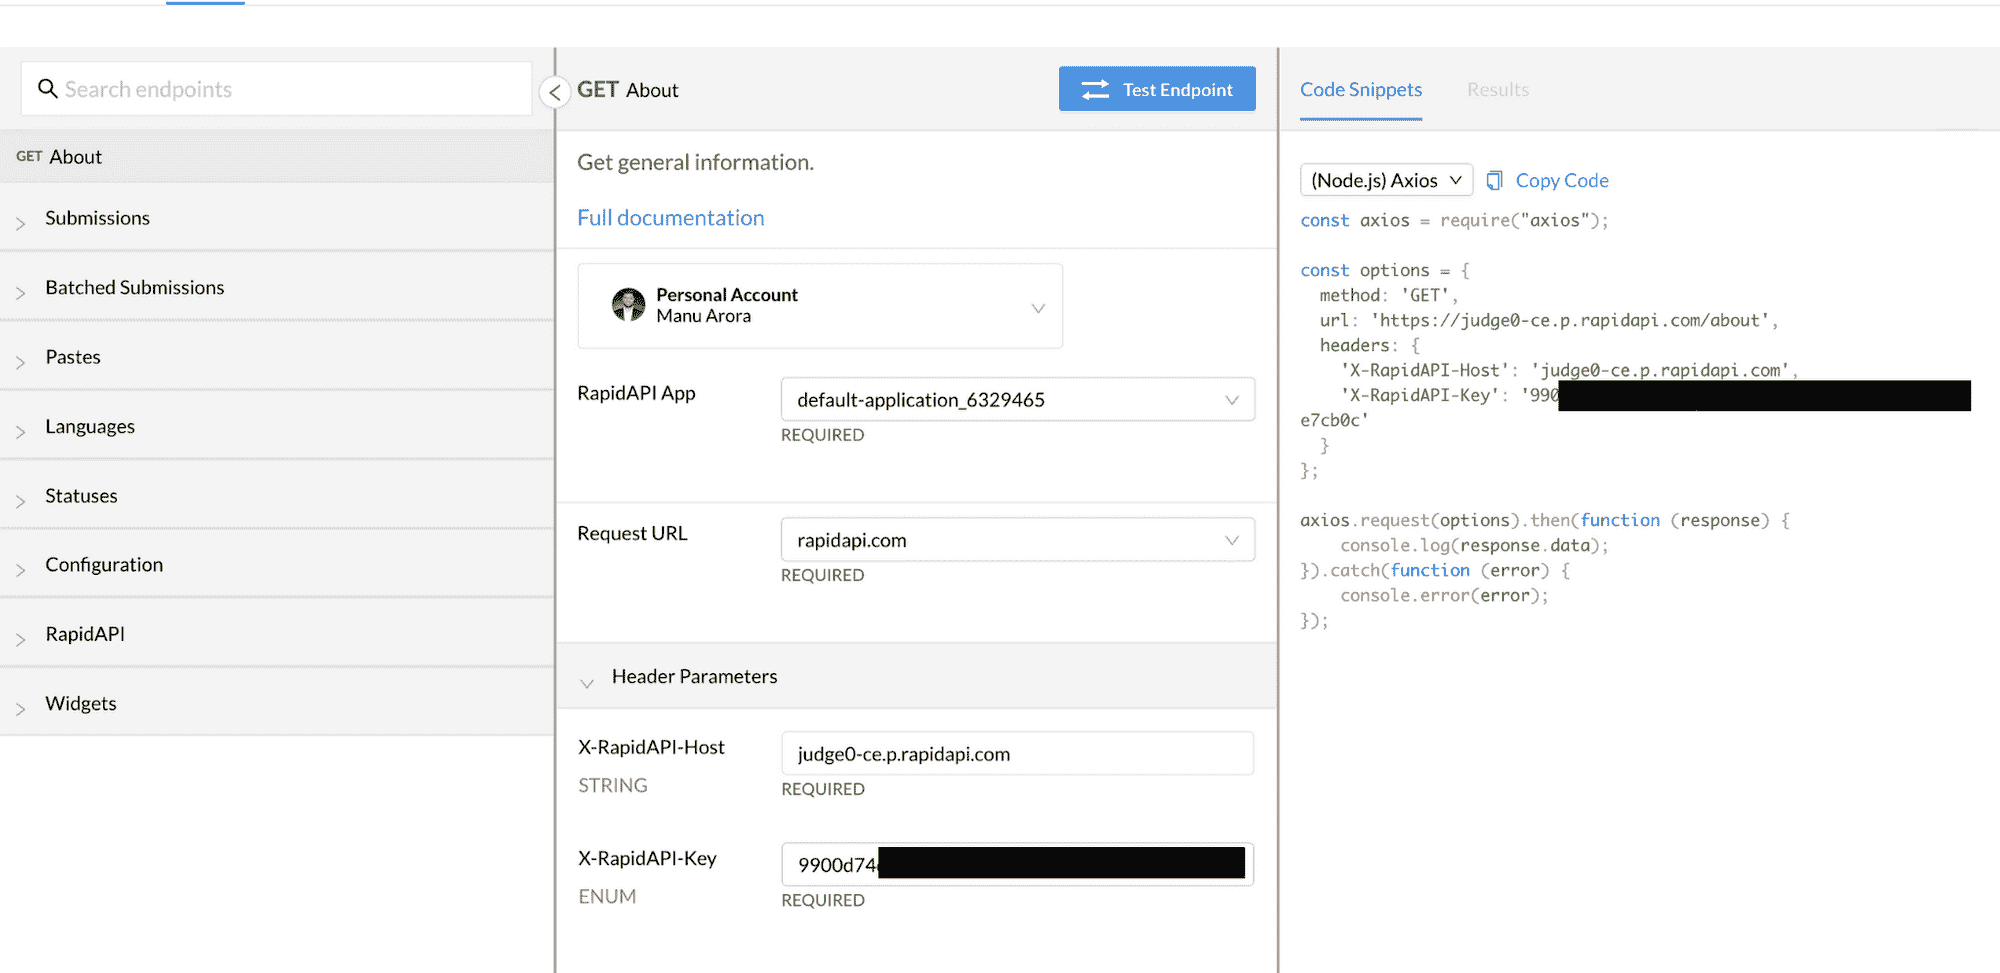 Search endpoints
GET About
Submissions
Batched Submissions
Pastes
Languages
Statuses
Configuration
RapidAPI
Widgets
GET About
Test Endpoint
Get general information.
Full documentation
Personal Account
Manu Arora
RapidAPI App
default-application_6329465
REQUIRED
Request URL
rapidapi.com
REQUIRED
Header Parameters
X-RapidAPI-Host
judge0-ce.p.rapidapi.com
STRING
REQUIRED
X-RapidAPI-Key
9900d74
ENUM
REQUIRED
Code Snippets
Results
(Node.js) Axios
Copy Code
const axios = require("axios");
const options = {
method: 'GET',
url: 'https://judge0-ce.p.rapidapi.com/about',
headers: {
'X-RapidAPI-Host': 'judge0-ce.p.rapidapi.com',
'X-RapidAPI-Key': '990
e7cb0c'
}
};
axios.request(options).then(function (response) {
console.log(response.data);
}).catch(function (error) {
console.error(error);
});